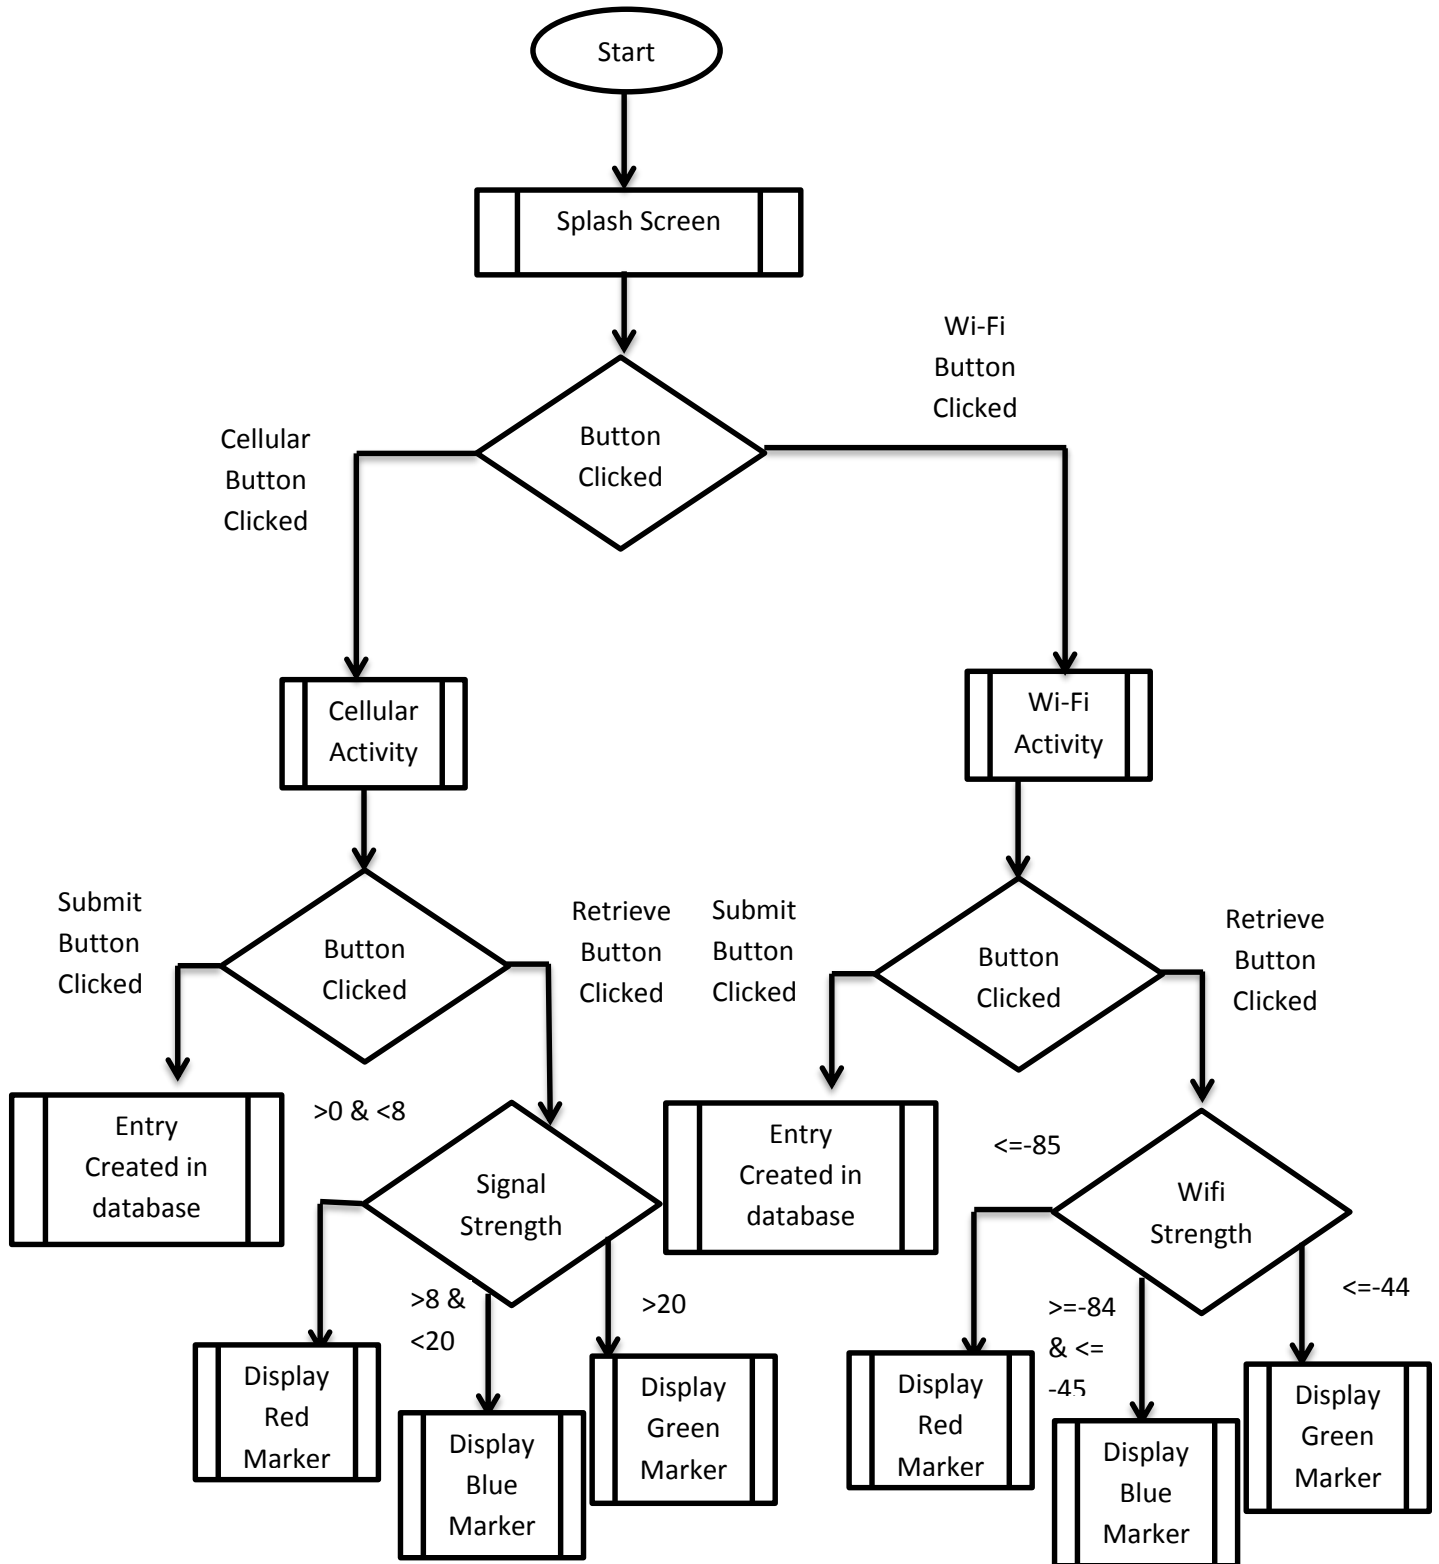 Start
Splash Screen
Wi-Fi
Button
Clicked
Cellular
Button
Clicked
Button
Clicked
Cellular
Activity
Wi-Fi
Activity
Submit
Button
Clicked
Button
Clicked
Retrieve
Button
Clicked
Submit
Button
Clicked
Button
Clicked
Retrieve
Button
Clicked
Entry
Created in
database
>0 & <8
Signal
Strength
Entry
Created in
database
<=-85
Wifi
Strength
>8 &
<20
>20
>=-84
& <=
-45
<=-44
Display
Red
Marker
Display
Blue
Marker
Display
Green
Marker
Display
Red
Marker
Display
Blue
Marker
Display
Green
Marker